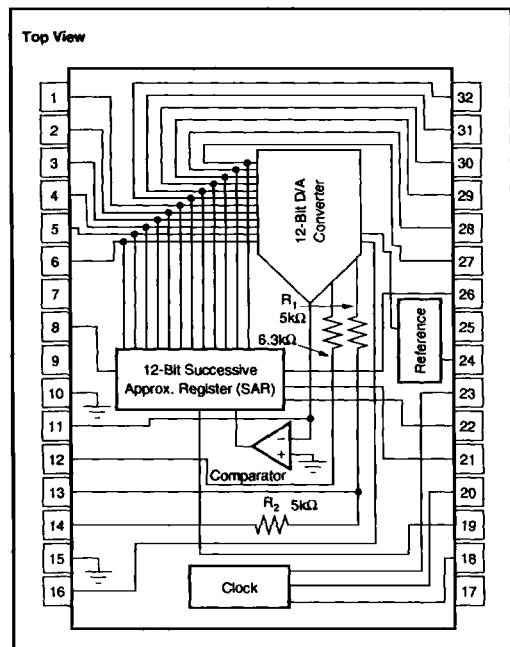 Top View
1
2
3
4
5
6
7
8
9
10
11
12
13
14
15
16
32
31
30
29
28
27
26
25
24
23
22
21
20
19
18
17
12-Bit D/A
Converter
R1
5kΩ
6.3kΩ
Reference
12-Bit Successive
Approx. Register (SAR)
−
+
Comparator
R2 5kΩ
Clock